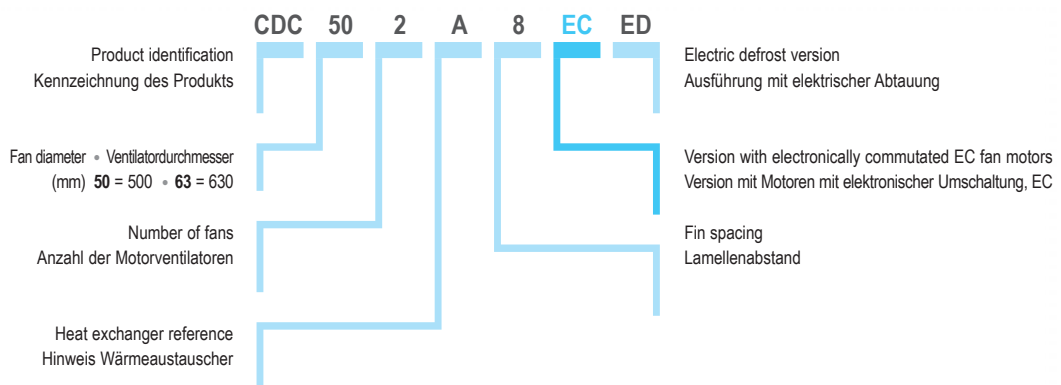 CDC 50 2 A 8 EC ED
Product identification
Kennzeichnung des Produkts
Electric defrost version
Ausführung mit elektrischer Abtauung
Fan diameter • Ventilatordurchmesser
(mm) 50 = 500 • 63 = 630
Version with electronically commutated EC fan motors
Version mit Motoren mit elektronischer Umschaltung, EC
Number of fans
Anzahl der Motorventilatoren
Fin spacing
Lamellenabstand
Heat exchanger reference
Hinweis Wärmeaustauscher